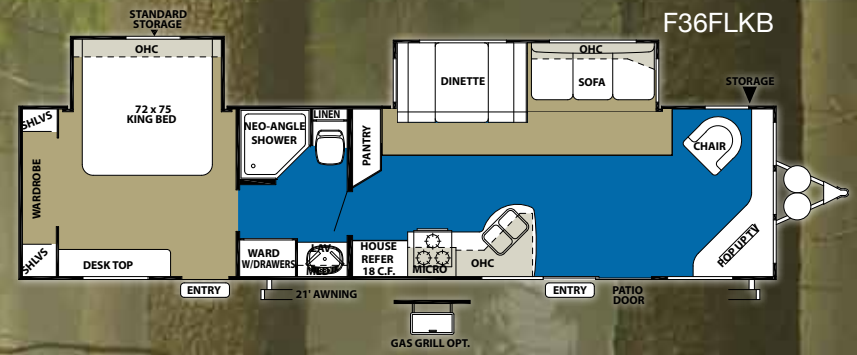 F36FLKB
STANDARD
STORAGE
OHC
72 x 75
KING BED
SHLVS
WARDROBE
SHLVS
DESK TOP
ENTRY
NEO-ANGLE
SHOWER
LINEN
PANTRY
WARD
W/DRAWERS
LAV
MED
HOUSE
REFER
18 C.F.
MICRO
OHC
21' AWNING
GAS GRILL OPT.
DINETTE
OHC
SOFA
STORAGE
CHAIR
POP UP TV
ENTRY
PATIO
DOOR